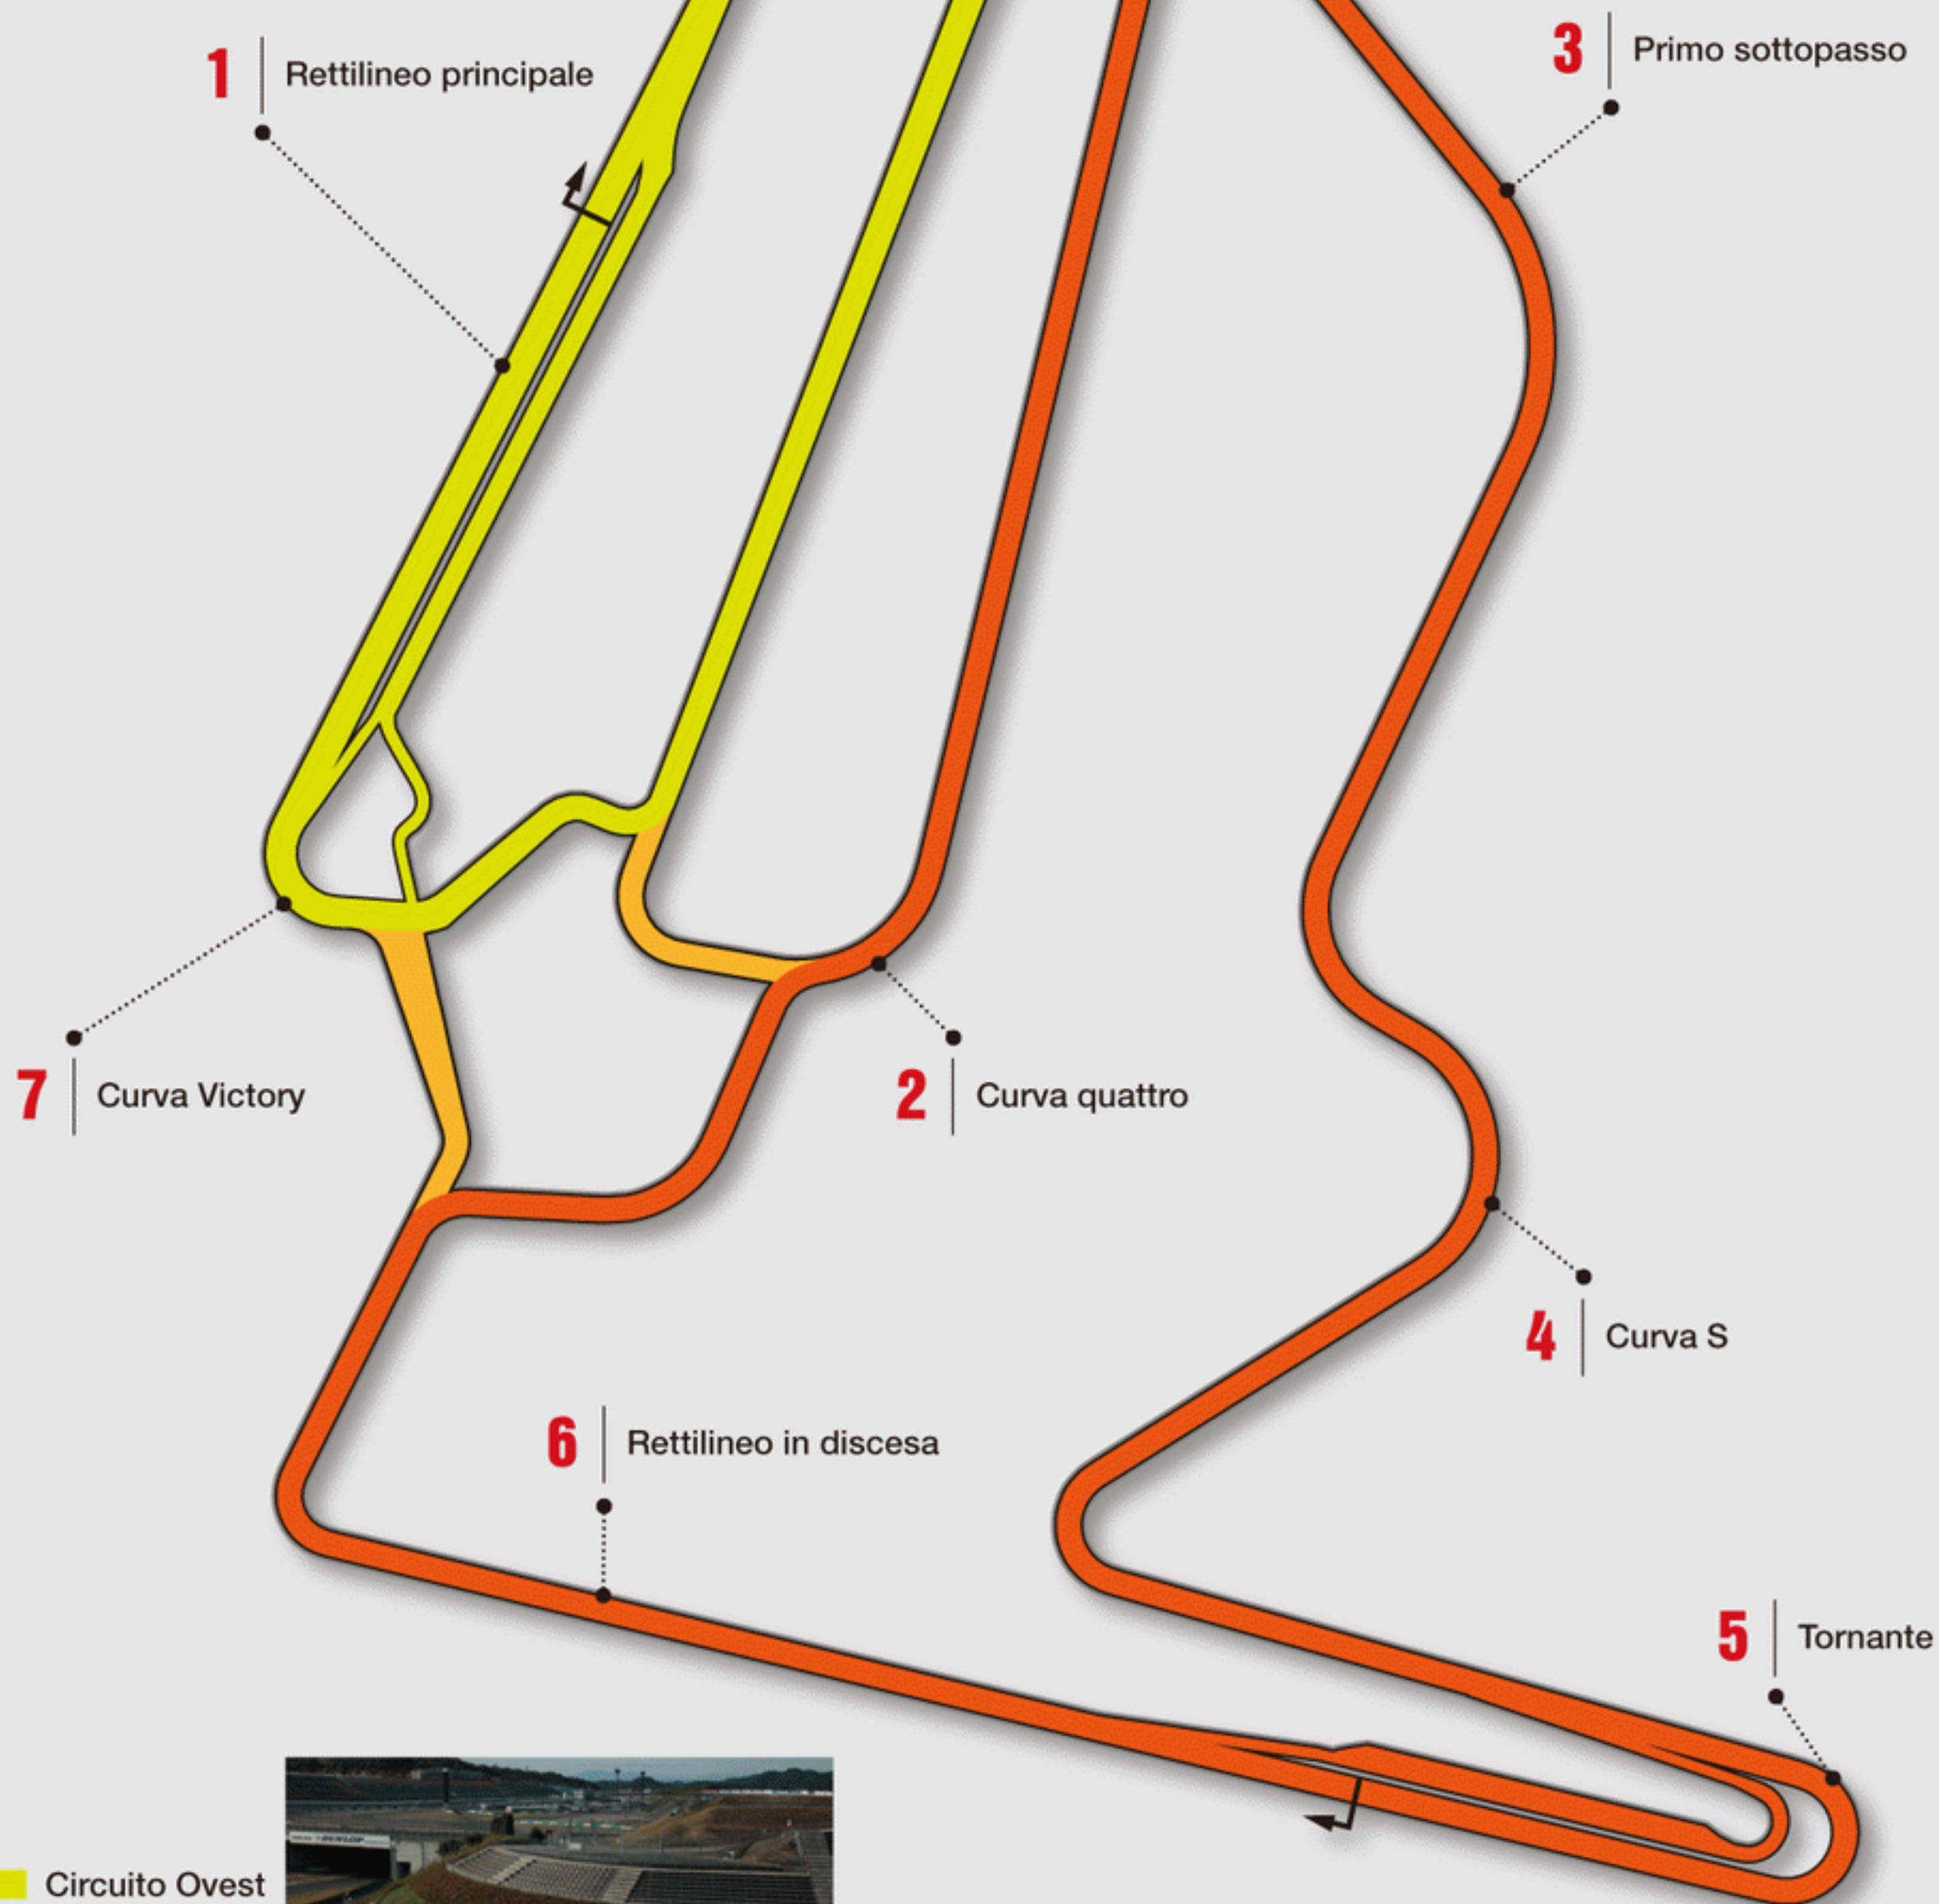 1 Rettilineo principale
3 Primo sottopasso
7 Curva Victory
2 Curva quattro
4 Curva S
6 Rettilineo in discesa
5 Tornante
DUNLOP
Circuito Ovest